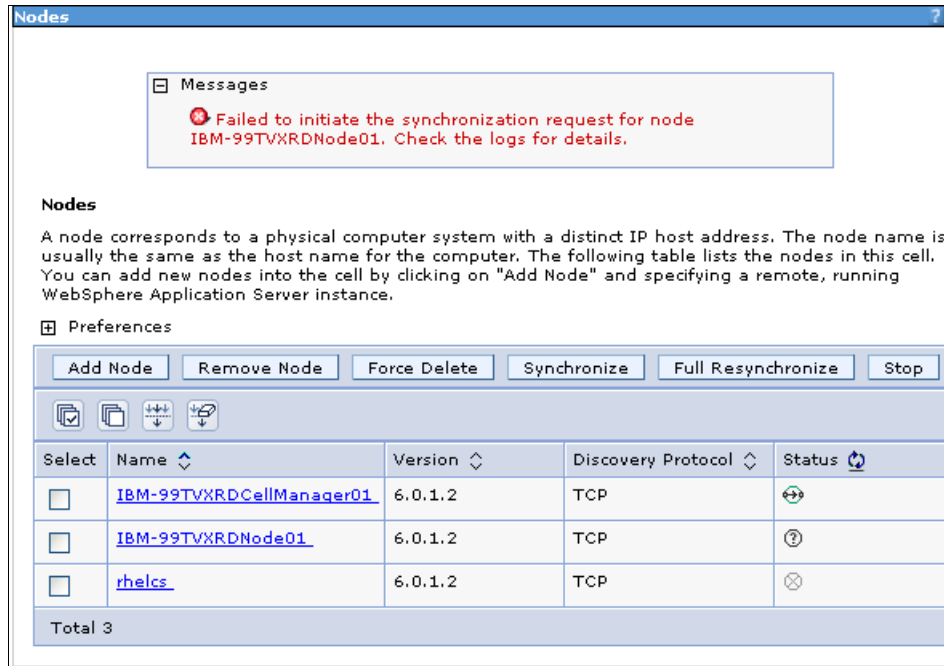 Nodes ?
Messages
Failed to initiate the synchronization request for node
IBM-99TVXRDNode01. Check the logs for details.
Nodes
A node corresponds to a physical computer system with a distinct IP host address. The node name is
usually the same as the host name for the computer. The following table lists the nodes in this cell.
You can add new nodes into the cell by clicking on "Add Node" and specifying a remote, running
WebSphere Application Server instance.
Preferences
Add Node Remove Node Force Delete Synchronize Full Resynchronize Stop
Select Name Version Discovery Protocol Status
IBM-99TVXRDCellManager01 6.0.1.2 TCP
IBM-99TVXRDNode01 6.0.1.2 TCP ?
rhelcs 6.0.1.2 TCP
Total 3